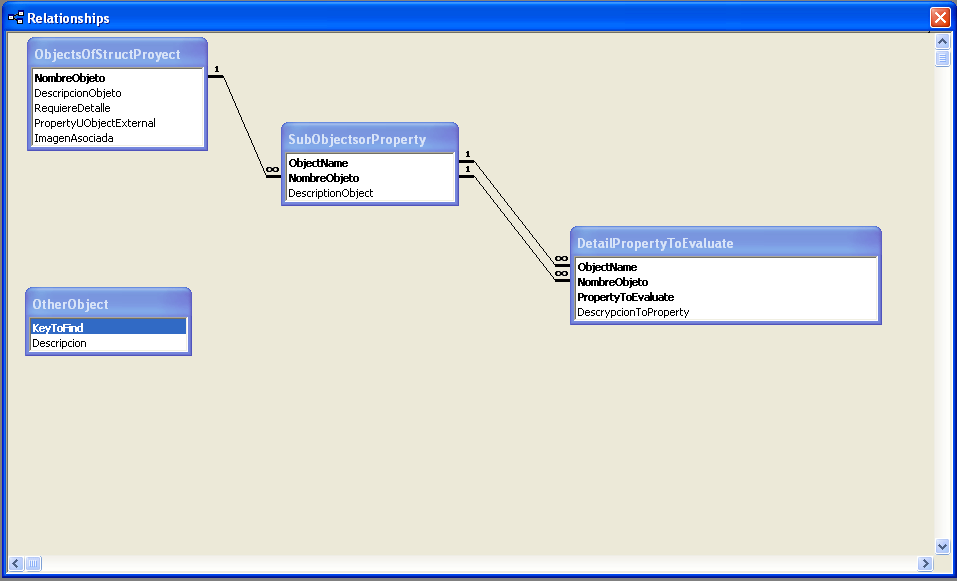 Relationships
ObjectsOfStructProyect
NombreObjeto
DescripcionObjeto
RequiereDetalle
PropertyUObjectExternal
ImagenAsociada
1
∞
SubObjectsorProperty
ObjectName
NombreObjeto
DescriptionObject
1
1
∞
∞
DetailPropertyToEvaluate
ObjectName
NombreObjeto
PropertyToEvaluate
DescrypcionToProperty
OtherObject
KeyToFind
Descripcion